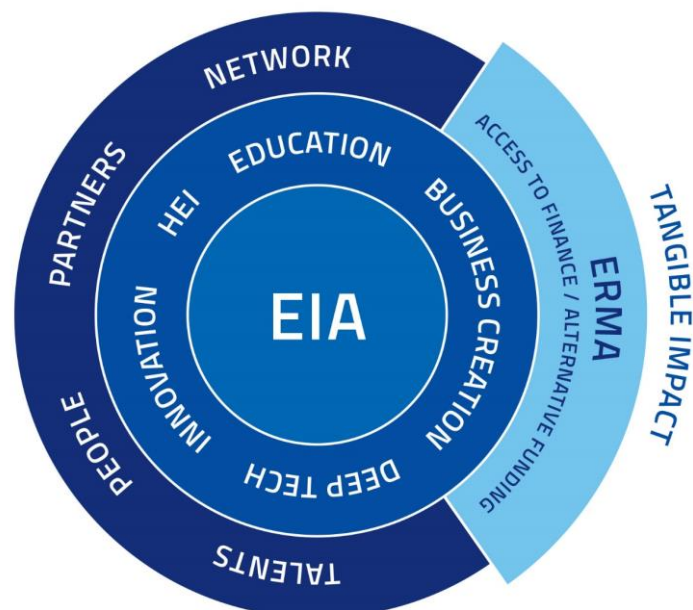 NETWORK
PARTNERS
PEOPLE
TALENTS
EDUCATION
HEI
INNOVATION
DEEP TECH
BUSINESS CREATION
EIA
ACCESS TO FINANCE / ALTERNATIVE FUNDING
ERMA
TANGIBLE IMPACT